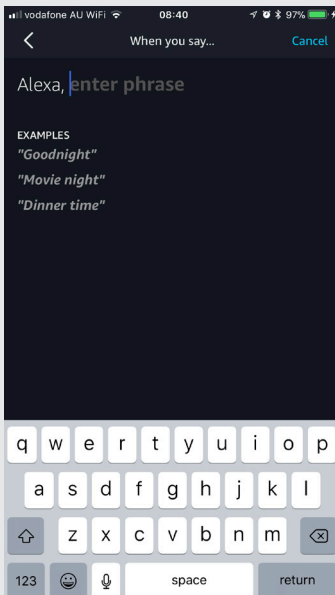 vodafone AU WiFi 08:40 97%
When you say... Cancel
Alexa, enter phrase
EXAMPLES
"Goodnight"
"Movie night"
"Dinner time"
q w e r t y u i o p
a s d f g h j k l
z x c v b n m
123 space return